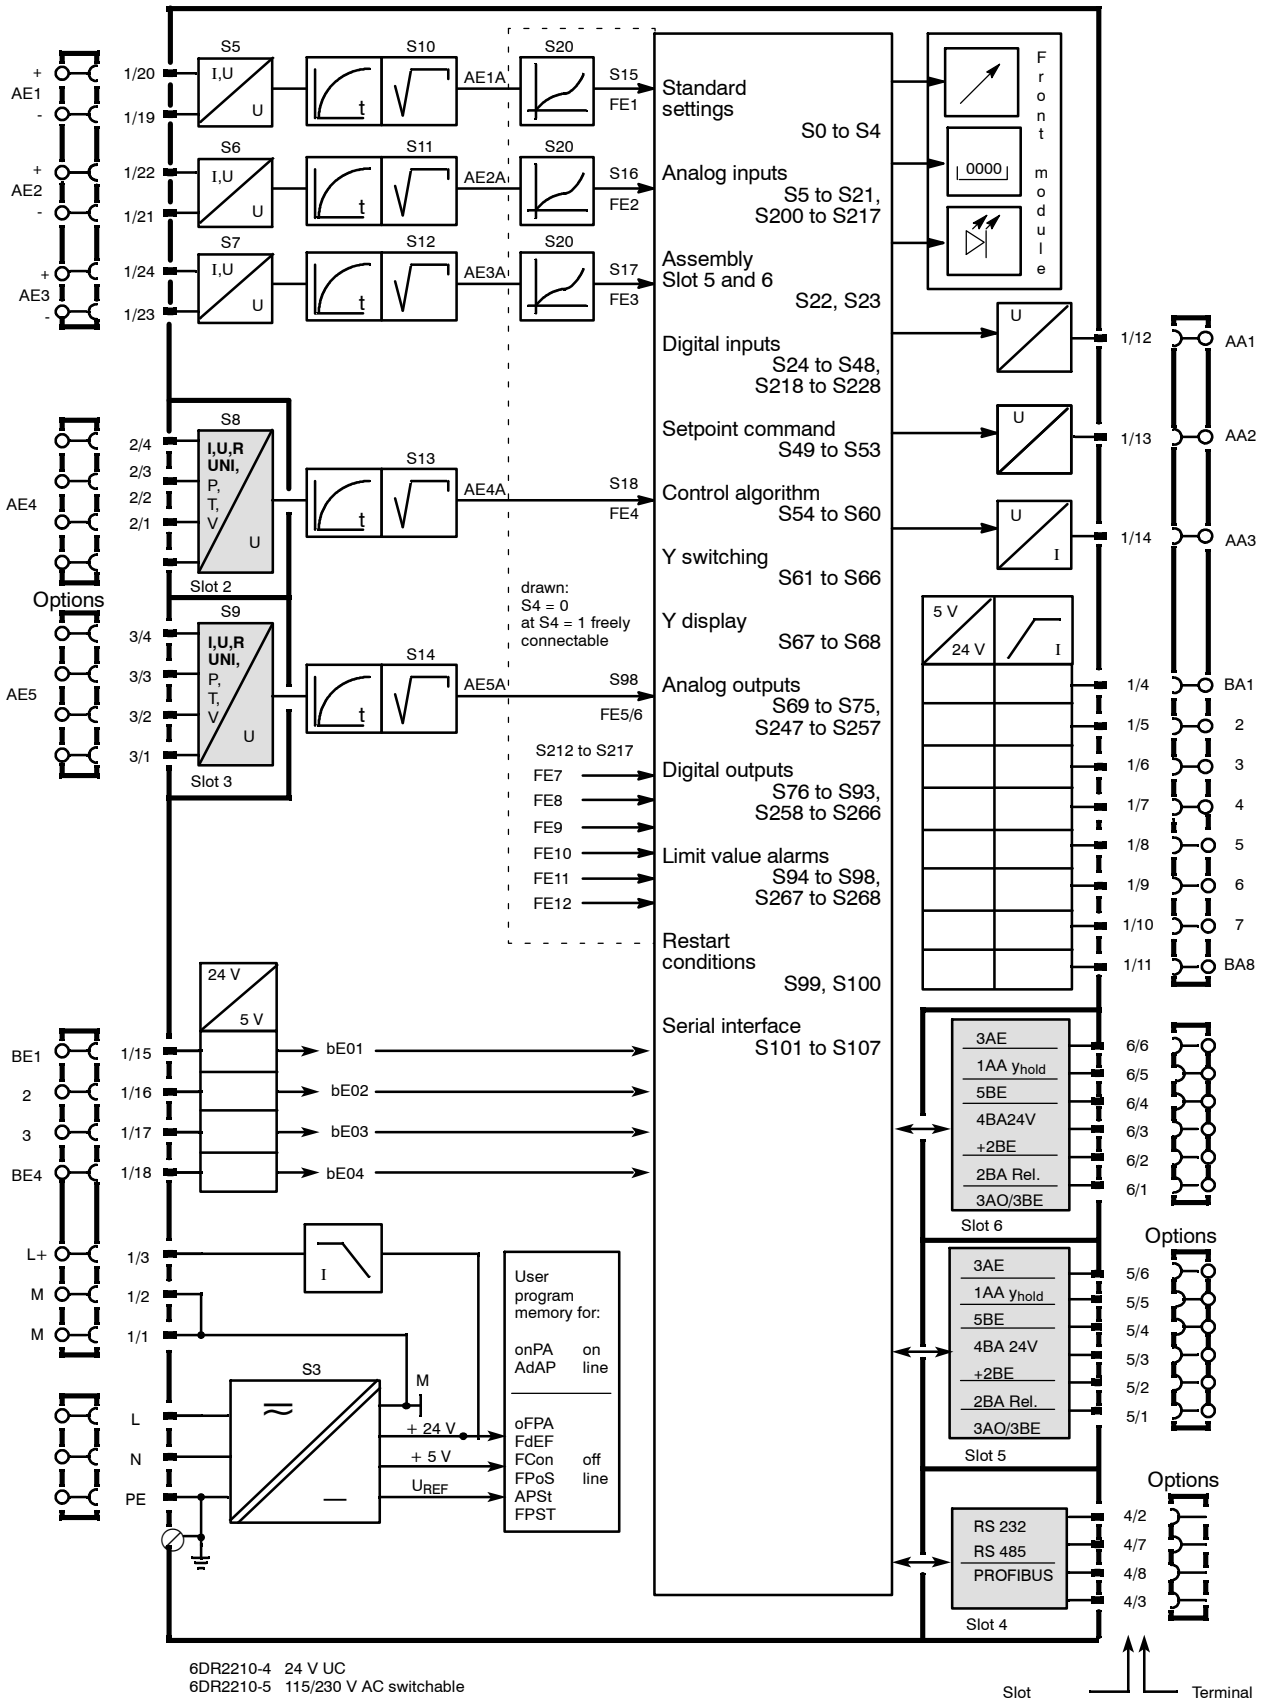 S5
S10
S20
+
AE1
-
1/20
1/19
I,U
U
t
√
AE1A
S15
FE1
S6
S11
S20
+
AE2
-
1/22
1/21
I,U
U
t
√
AE2A
S16
FE2
S7
S12
S20
+
AE3
-
1/24
1/23
I,U
U
t
√
AE3A
S17
FE3
AE4
2/4
2/3
2/2
2/1
S8
I,U,R
UNI,
P,
T,
V
U
Slot 2
S13
t
√
AE4A
S18
FE4
Options
AE5
3/4
3/3
3/2
3/1
S9
I,U,R
UNI,
P,
T,
V
U
Slot 3
S14
t
√
AE5A
S98
FE5/6
drawn:
S4 = 0
at S4 = 1 freely
connectable
S212 to S217
FE7
FE8
FE9
FE10
FE11
FE12
24 V
5 V
BE1
1/15
bE01
2
1/16
bE02
3
1/17
bE03
BE4
1/18
bE04
L+
1/3
I
M
1/2
M
1/1
S3
M
L
N
PE
+ 24 V
+ 5 V
UREF
User
program
memory for:
onPA on
AdAP line
oFPA
FdEF
FCon off
FPoS line
APSt
FPST
Standard
settings
S0 to S4
Analog inputs
S5 to S21,
S200 to S217
Assembly
Slot 5 and 6
S22, S23
Digital inputs
S24 to S48,
S218 to S228
Setpoint command
S49 to S53
Control algorithm
S54 to S60
Y switching
S61 to S66
Y display
S67 to S68
Analog outputs
S69 to S75,
S247 to S257
Digital outputs
S76 to S93,
S258 to S266
Limit value alarms
S94 to S98,
S267 to S268
Restart
conditions
S99, S100
Serial interface
S101 to S107
0000
Front module
U
1/12
AA1
U
1/13
AA2
U
I
1/14
AA3
5 V
24 V
I
1/4
BA1
1/5
2
1/6
3
1/7
4
1/8
5
1/9
6
1/10
7
1/11
BA8
3AE
1AA yhold
5BE
4BA24V
+2BE
2BA Rel.
3AO/3BE
Slot 6
6/6
6/5
6/4
6/3
6/2
6/1
Options
3AE
1AA yhold
5BE
4BA 24V
+2BE
2BA Rel.
3AO/3BE
Slot 5
5/6
5/5
5/4
5/3
5/2
5/1
Options
RS 232
RS 485
PROFIBUS
Slot 4
4/2
4/7
4/8
4/3
6DR2210-4 24 V UC
6DR2210-5 115/230 V AC switchable
Slot
Terminal